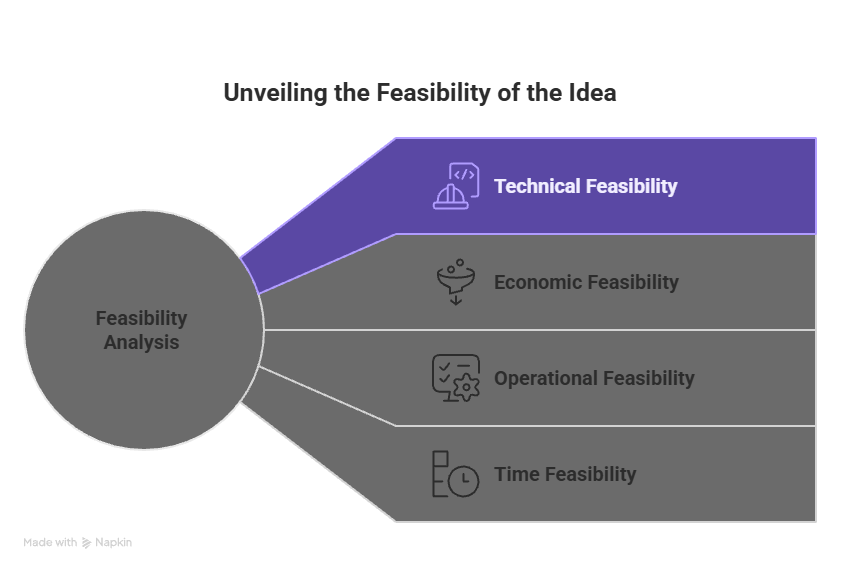 Unveiling the Feasibility of the Idea
Technical Feasibility
Economic Feasibility
Feasibility
Analysis
Operational Feasibility
Time Feasibility
Made with Napkin